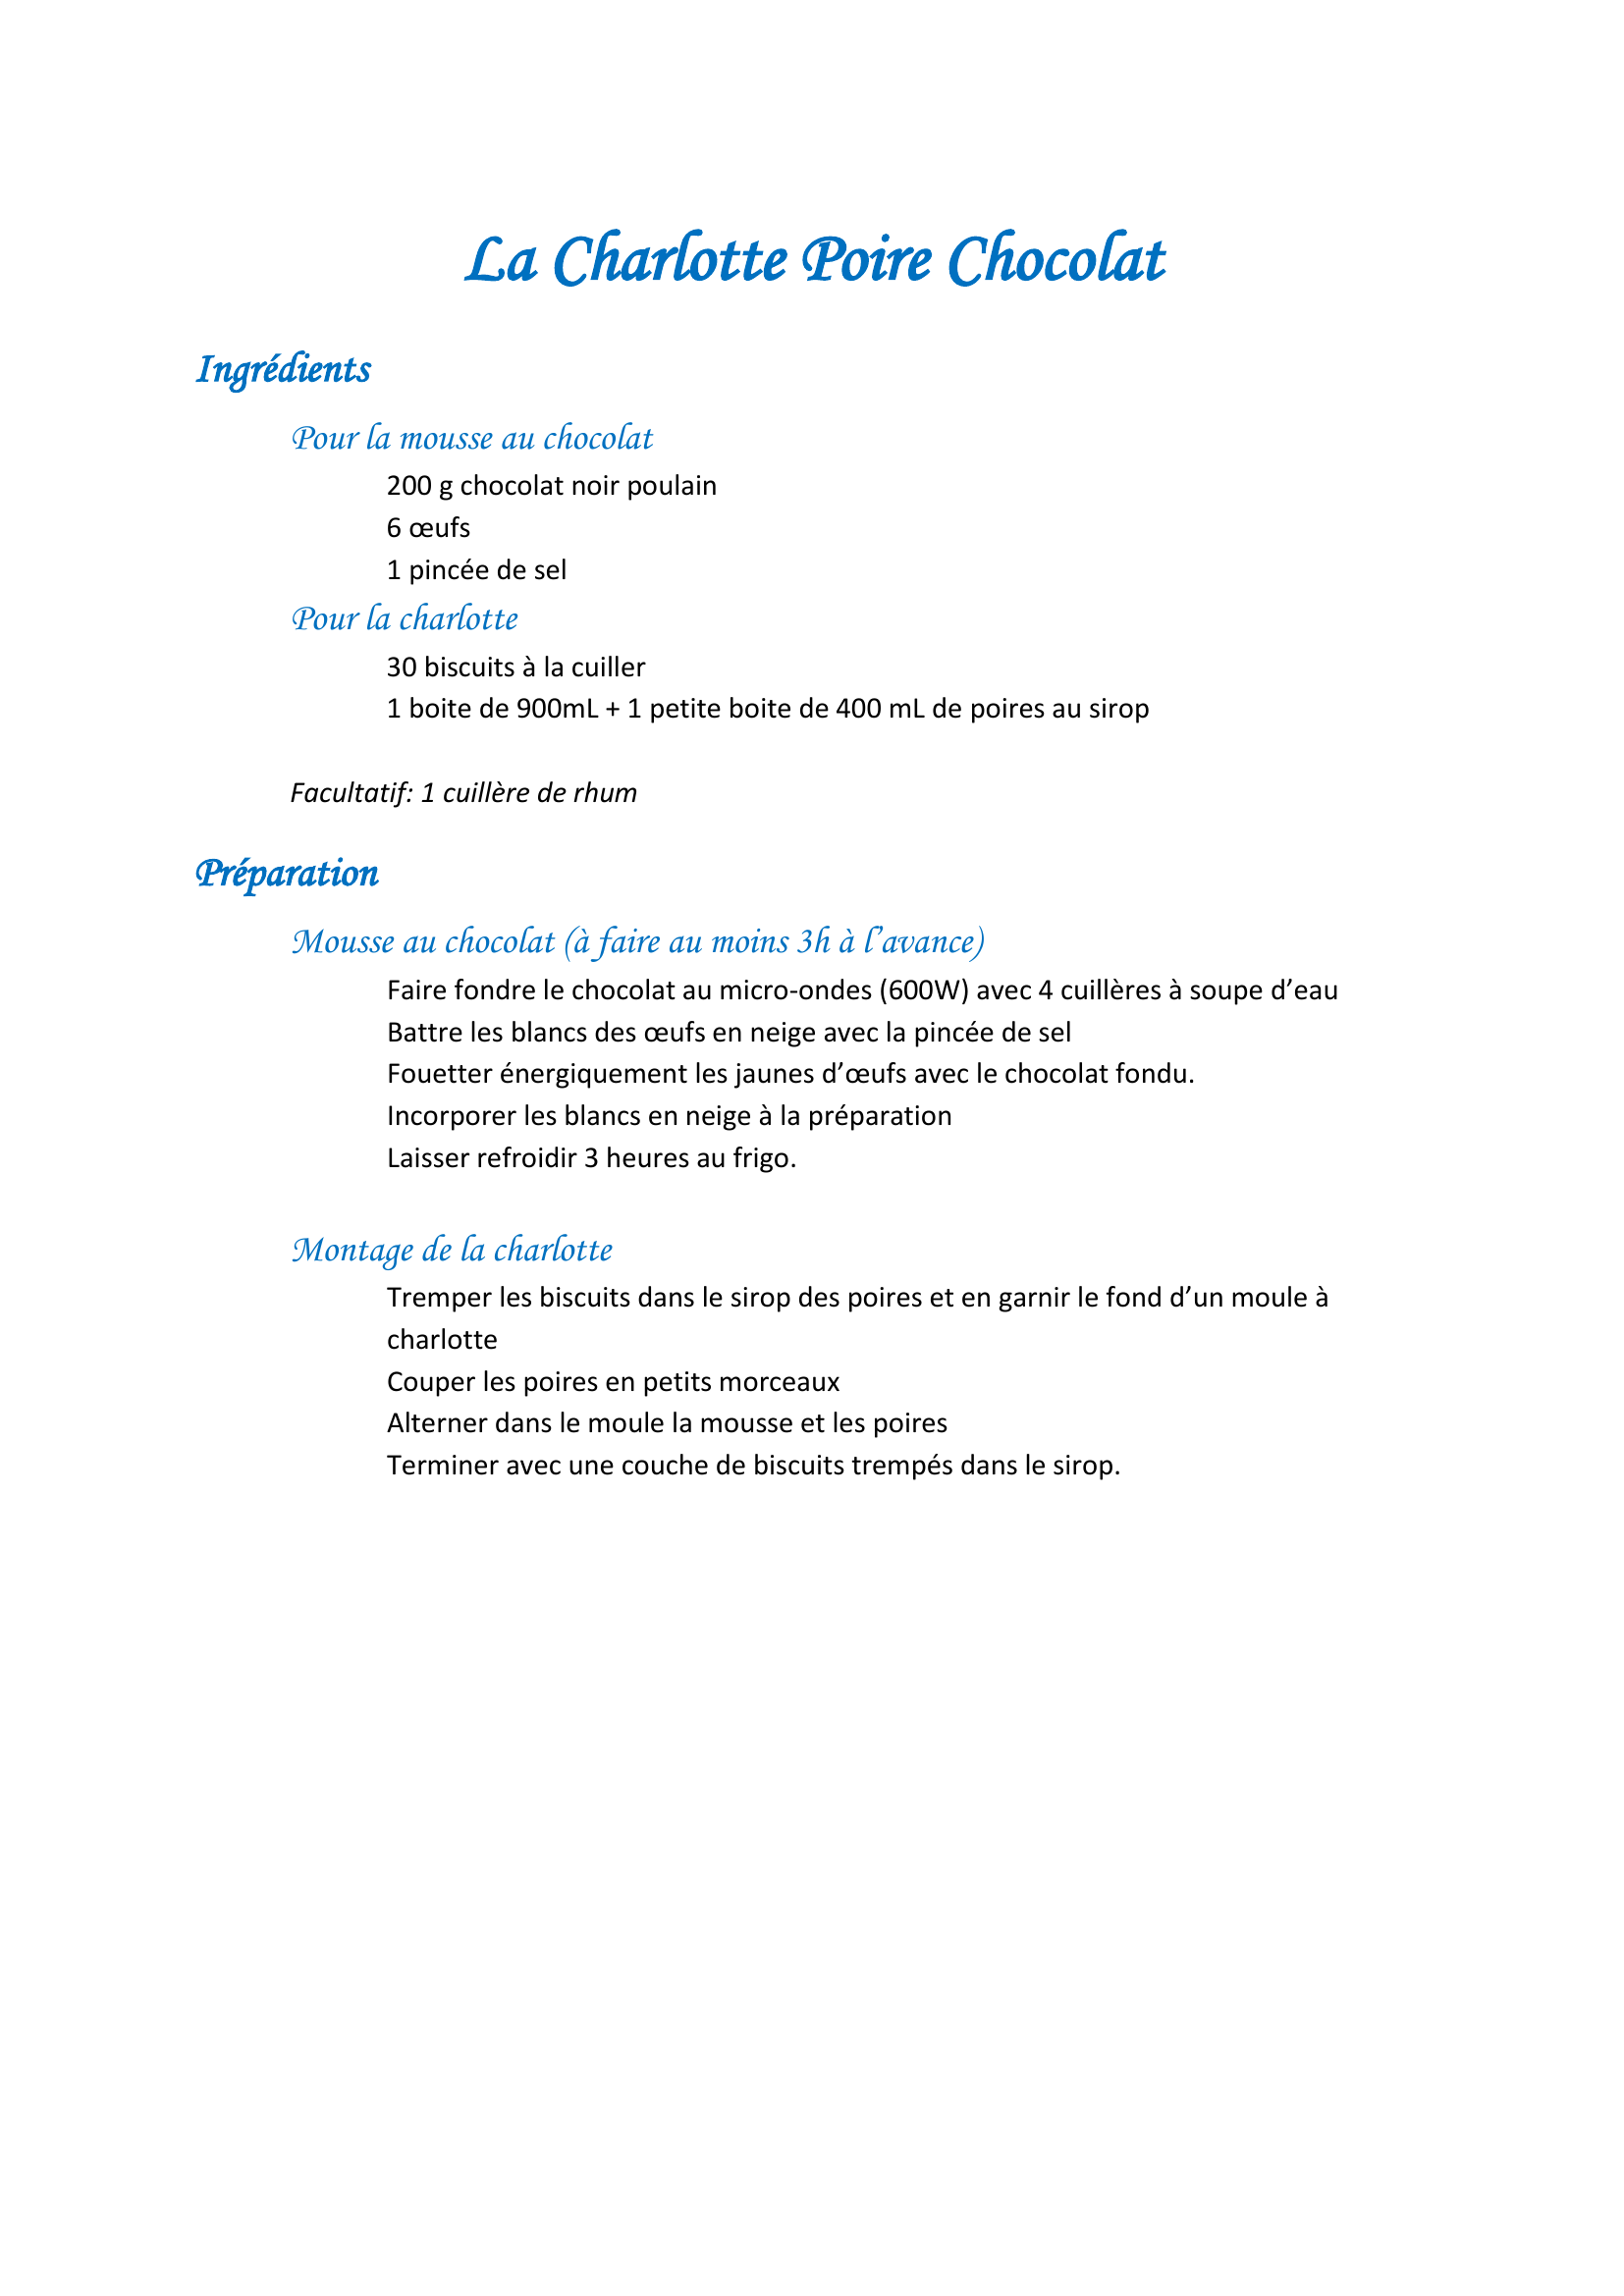 La Charlotte Poire Chocolat
Ingrédients
Pour la mousse au chocolat
200 g chocolat noir poulain
6 œufs
1 pincée de sel
Pour la charlotte
30 biscuits à la cuiller
1 boite de 900mL + 1 petite boite de 400 mL de poires au sirop
Facultatif: 1 cuillère de rhum
Préparation
Mousse au chocolat (à faire au moins 3h à l’avance)
Faire fondre le chocolat au micro-ondes (600W) avec 4 cuillères à soupe d’eau
Battre les blancs des œufs en neige avec la pincée de sel
Fouetter énergiquement les jaunes d’œufs avec le chocolat fondu.
Incorporer les blancs en neige à la préparation
Laisser refroidir 3 heures au frigo.
Montage de la charlotte
Tremper les biscuits dans le sirop des poires et en garnir le fond d’un moule à
charlotte
Couper les poires en petits morceaux
Alterner dans le moule la mousse et les poires
Terminer avec une couche de biscuits trempés dans le sirop.